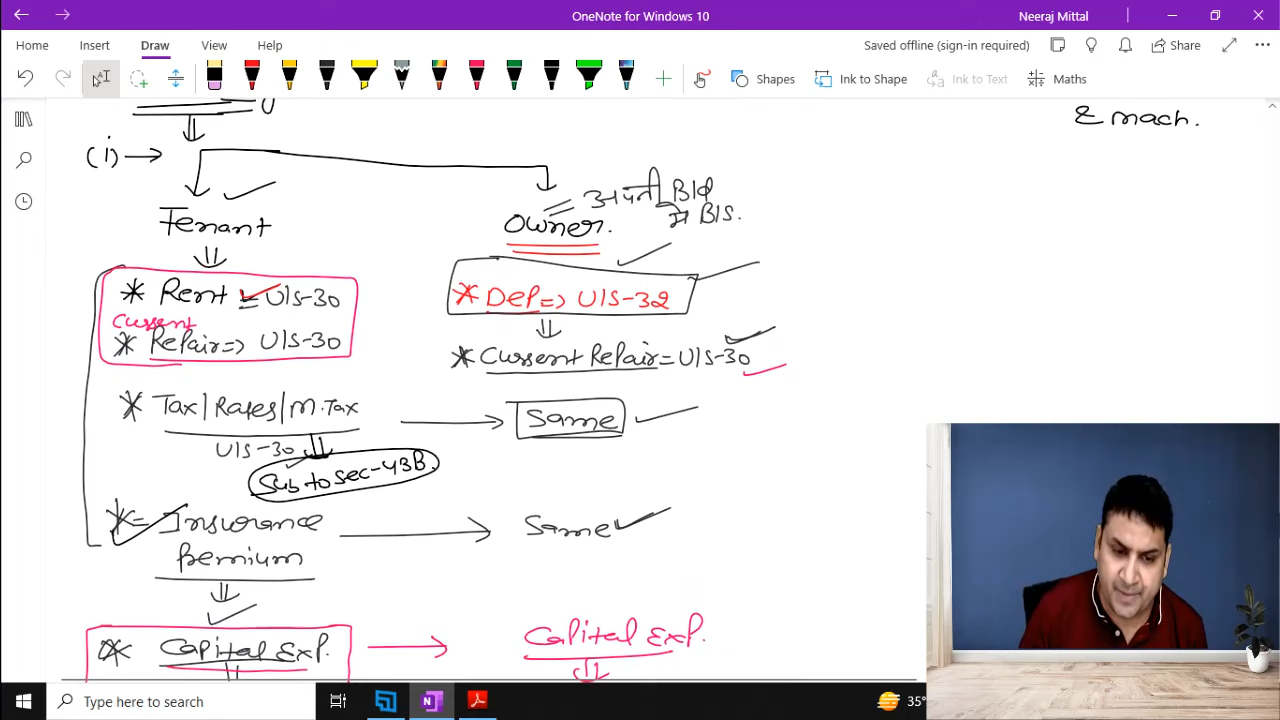 OneNote for Windows 10
Neeraj Mittal
Home Insert Draw View Help
Saved offline (sign-in required)
Share
Shapes
Ink to Shape
Ink to Text
Maths
& mach.
(i) →
Tenant
Owner.
अपनी Bld
में B/S.
* Rent = U/S-30
Current
* Repair => U/S-30
* Dep => U/S-32
* Current Repair = U/S-30
* Tax/Rates/M.Tax → Same
U/S-30
Sub to sec-43B.
* = Insurance → Same
premium
* Capital Exp. → Capital Exp.
Type here to search
35°